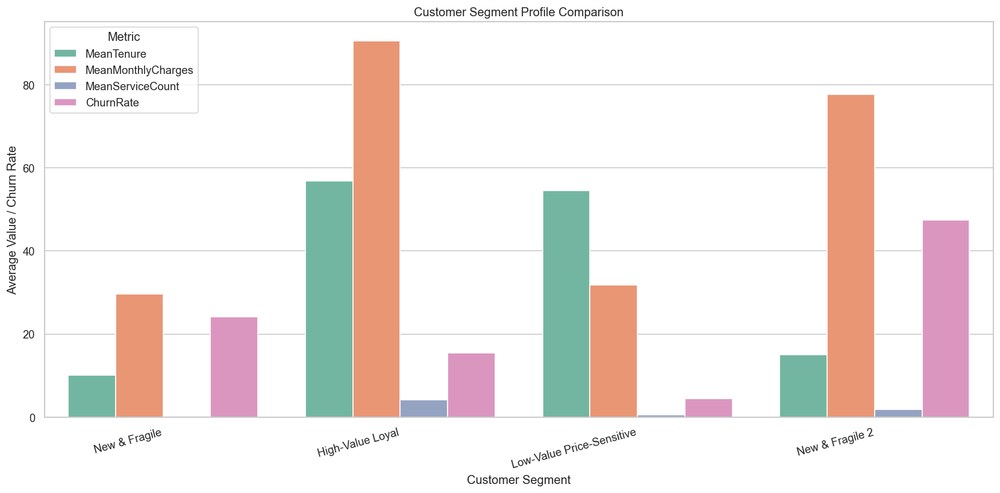 Customer Segment Profile Comparison
Metric
MeanTenure
MeanMonthlyCharges
MeanServiceCount
ChurnRate
Average Value / Churn Rate
80
60
40
20
0
New & Fragile
High-Value Loyal
Low-Value Price-Sensitive
New & Fragile 2
Customer Segment